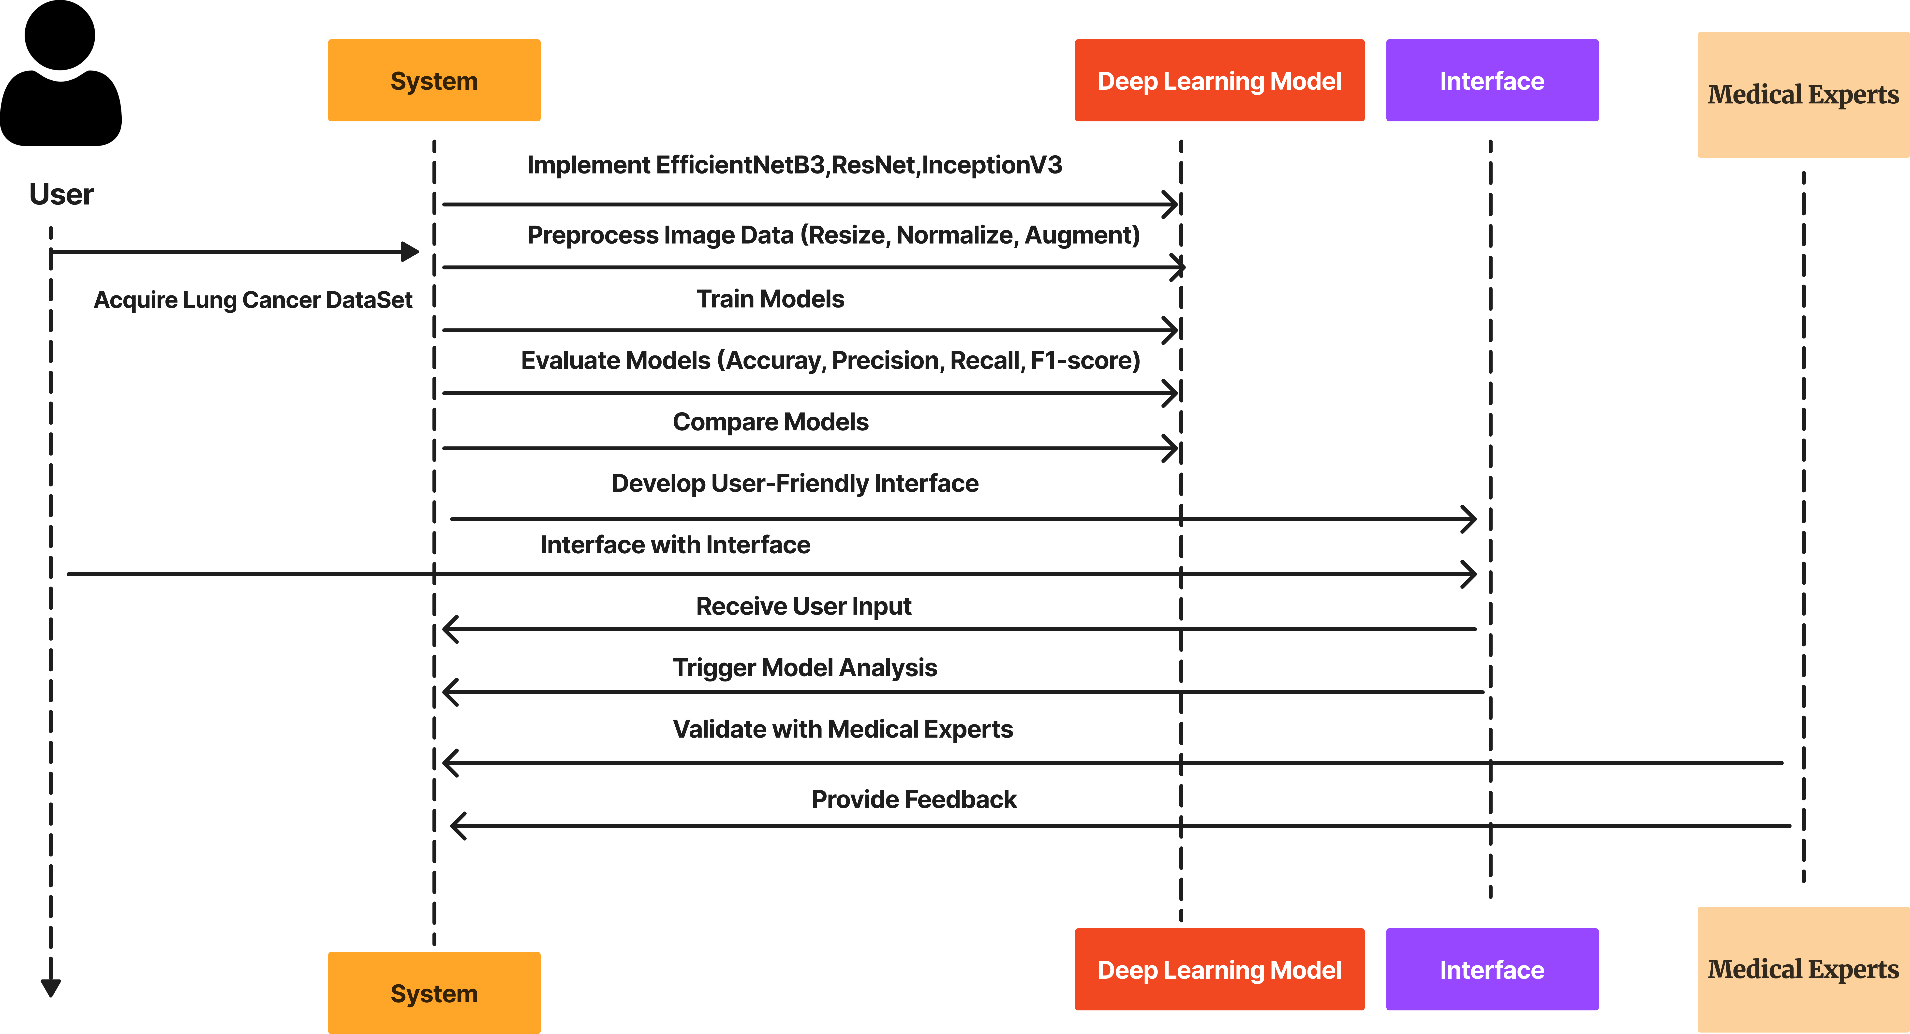 System
Deep Learning Model
Interface
Medical Experts
User
Implement EfficientNetB3,ResNet,InceptionV3
Preprocess Image Data (Resize, Normalize, Augment)
Acquire Lung Cancer DataSet
Train Models
Evaluate Models (Accuray, Precision, Recall, F1-score)
Compare Models
Develop User-Friendly Interface
Interface with Interface
Receive User Input
Trigger Model Analysis
Validate with Medical Experts
Provide Feedback
System
Deep Learning Model
Interface
Medical Experts